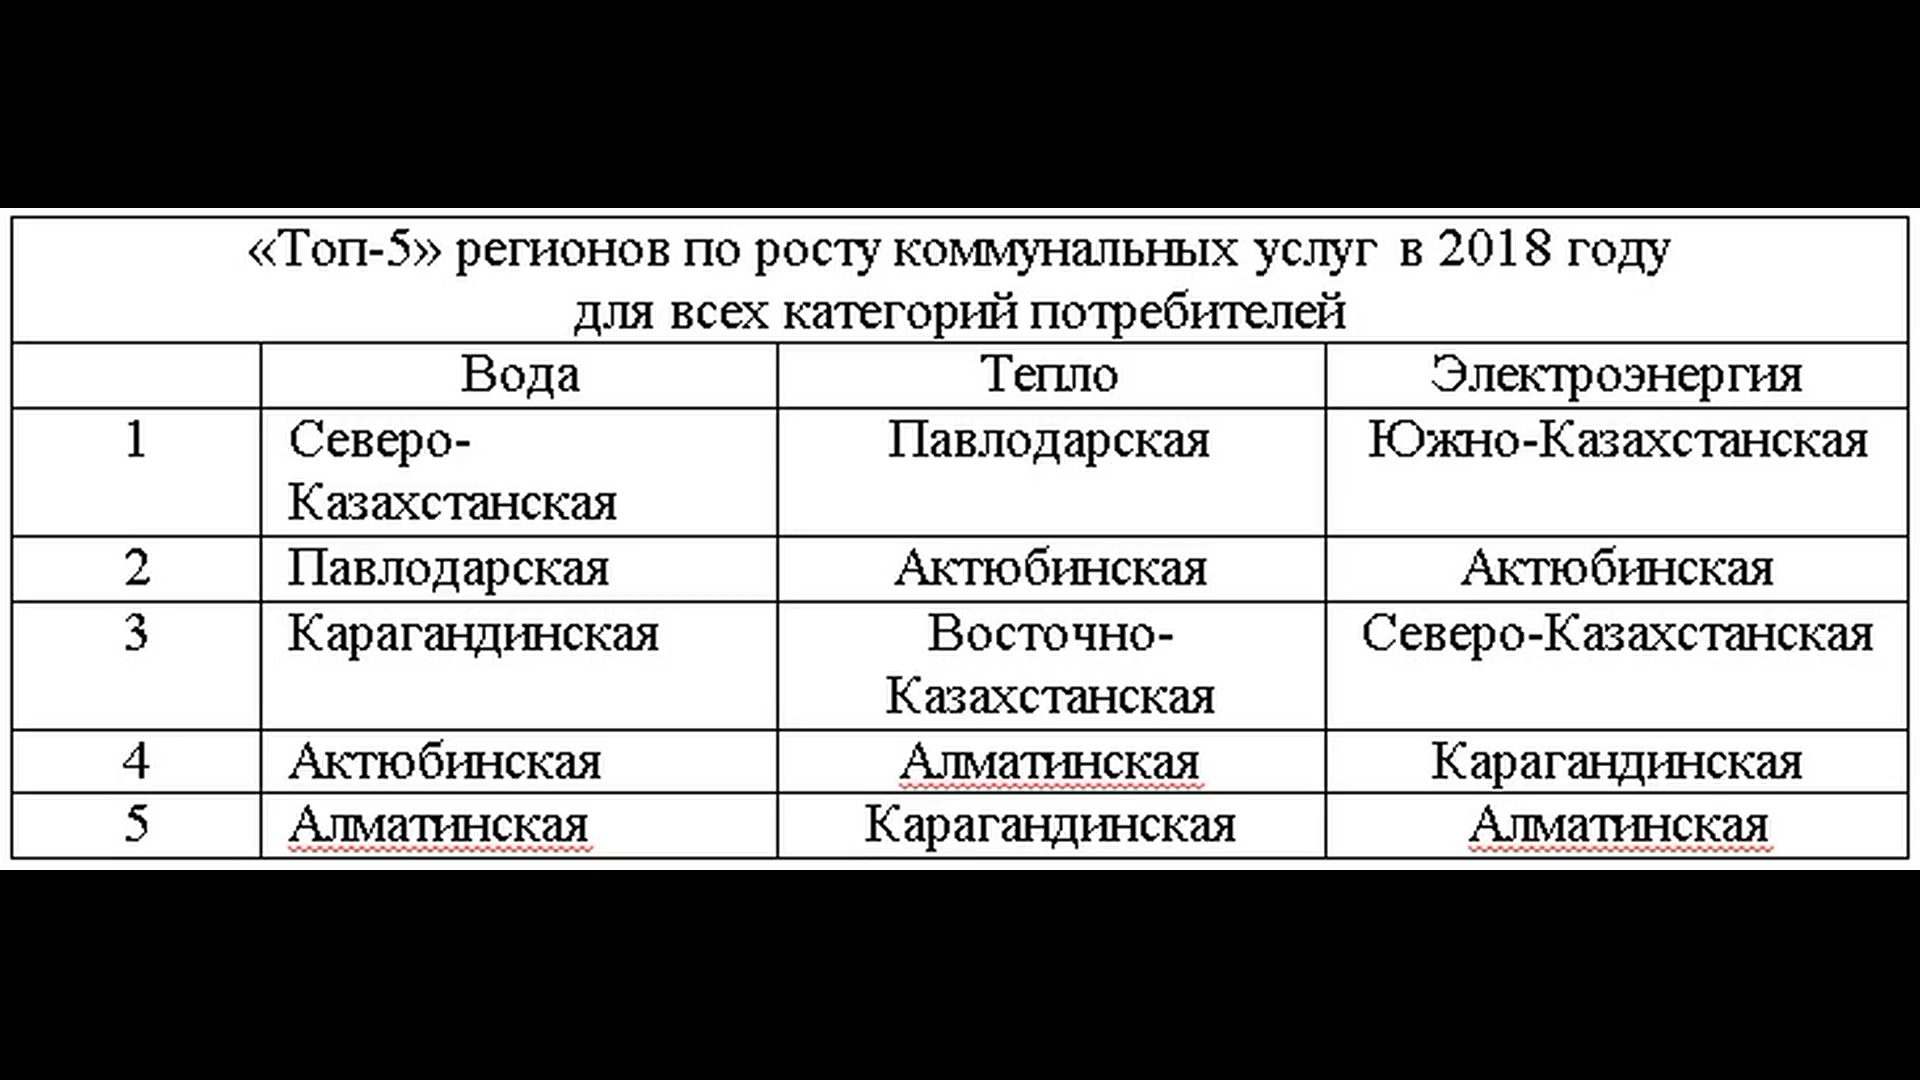 «Топ-5» регионов по росту коммунальных услуг в 2018 году
для всех категорий потребителей
Вода Тепло Электроэнергия
1 Северо- Павлодарская Южно-Казахстанская
Казахстанская
2 Павлодарская Актюбинская Актюбинская
3 Карагандинская Восточно- Северо-Казахстанская
Казахстанская
4 Актюбинская Алматинская Карагандинская
5 Алматинская Карагандинская Алматинская